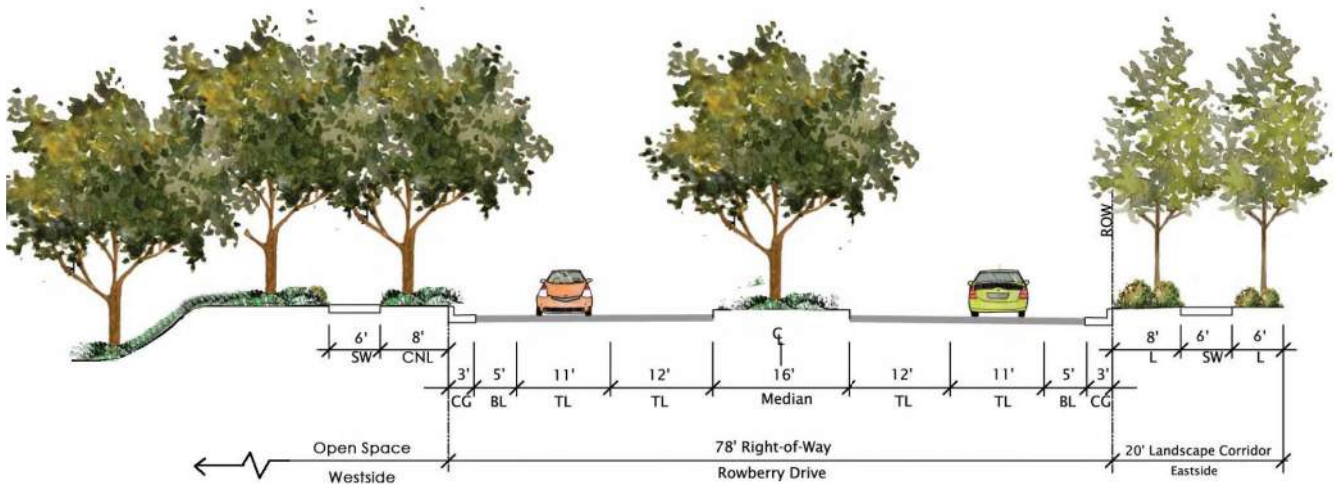 ROW
6' 8'
SW CNL
℄
8' 6' 6'
L SW L
3' 5' 11' 12' 16' 12' 11' 5' 3'
CG BL TL TL Median TL TL BL CG
Open Space 78' Right-of-Way 20' Landscape Corridor
Westside Rowberry Drive Eastside